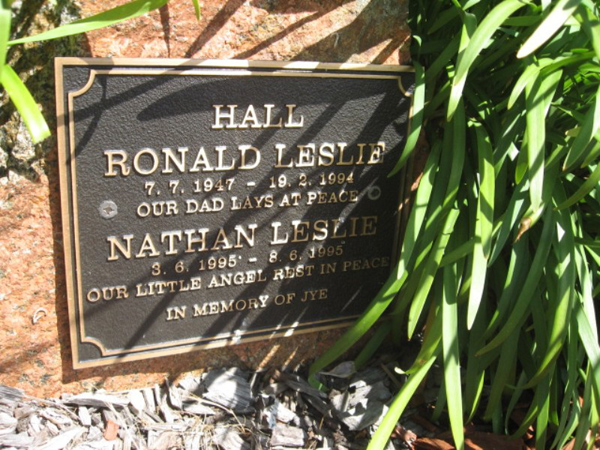 HALL
RONALD LESLIE
7. 7. 1947 - 19. 2. 1994
OUR DAD LAYS AT PEACE
NATHAN LESLIE
3. 6. 1995 - 8. 6. 1995
OUR LITTLE ANGEL REST IN PEACE
IN MEMORY OF JYE